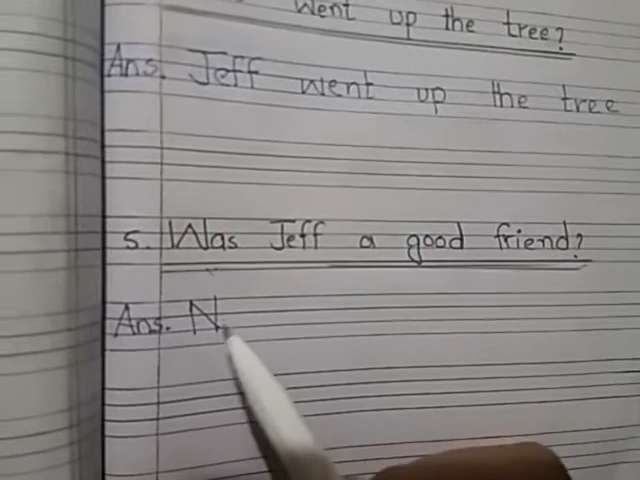 Went up the tree?
Ans. Jeff went up the tree
5. Was Jeff a good friend?
Ans. N